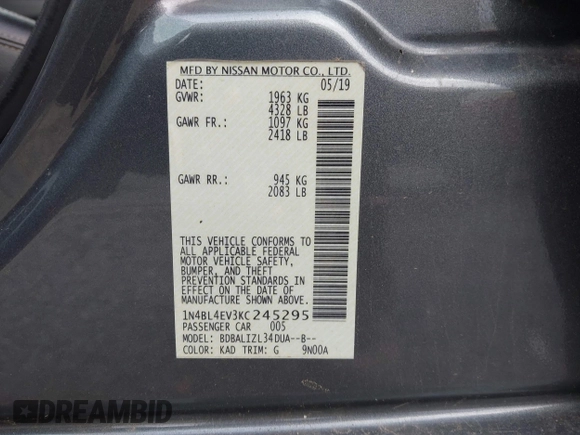 MFD BY NISSAN MOTOR CO., LTD.
DATE: 05/19
GVWR: 1963 KG
4328 LB
GAWR FR.: 1097 KG
2418 LB
GAWR RR.: 945 KG
2083 LB
THIS VEHICLE CONFORMS TO
ALL APPLICABLE FEDERAL
MOTOR VEHICLE SAFETY,
BUMPER, AND THEFT
PREVENTION STANDARDS IN
EFFECT ON THE DATE OF
MANUFACTURE SHOWN ABOVE.
1N4BL4EV3KC245295
PASSENGER CAR 005
MODEL: BDBALIZL34DUA--B--
COLOR: KAD TRIM: G 9N00A
DREAMBID